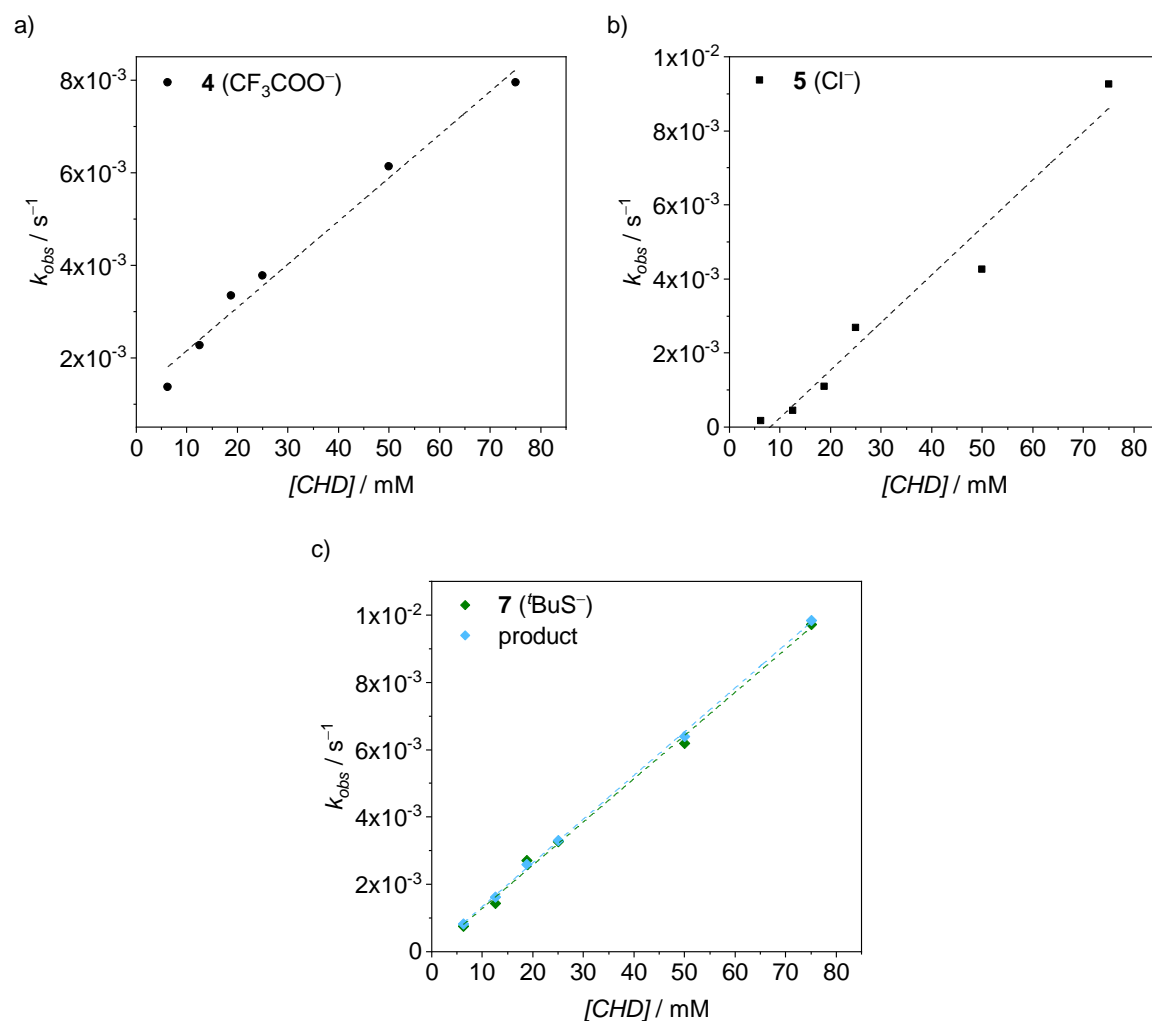 a)
4 (CF₃COO⁻)
8x10⁻³
6x10⁻³
4x10⁻³
2x10⁻³
k_obs / s⁻¹
0 10 20 30 40 50 60 70 80
[CHD] / mM
b)
5 (Cl⁻)
1x10⁻²
8x10⁻³
6x10⁻³
4x10⁻³
2x10⁻³
0
k_obs / s⁻¹
0 10 20 30 40 50 60 70 80
[CHD] / mM
c)
7 (ᵗBuS⁻)
product
1x10⁻²
8x10⁻³
6x10⁻³
4x10⁻³
2x10⁻³
0
k_obs / s⁻¹
0 10 20 30 40 50 60 70 80
[CHD] / mM